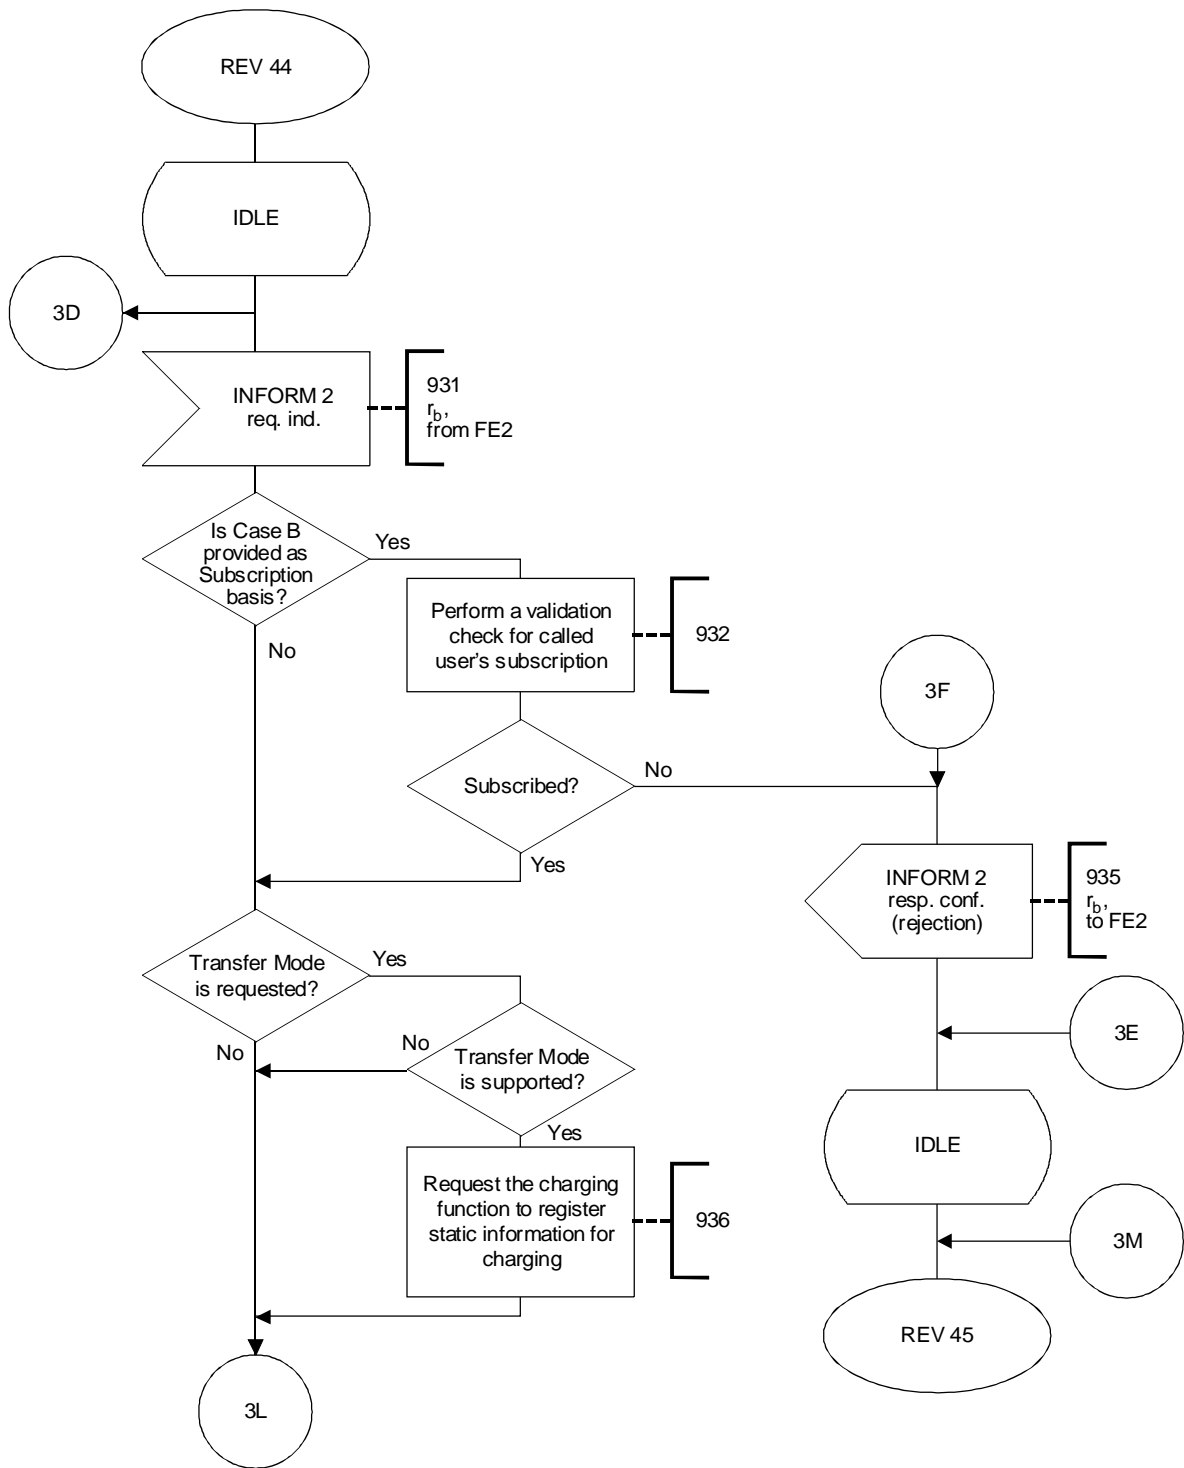 REV 44
IDLE
3D
INFORM 2
req. ind.
931
rb,
from FE2
Is Case B
provided as
Subscription
basis?
Yes
No
Perform a validation
check for called
user's subscription
932
3F
Subscribed?
No
Yes
INFORM 2
resp. conf.
(rejection)
935
rb,
to FE2
Transfer Mode
is requested?
Yes
No
Transfer Mode
is supported?
No
Yes
3E
IDLE
Request the charging
function to register
static information for
charging
936
3M
REV 45
3L